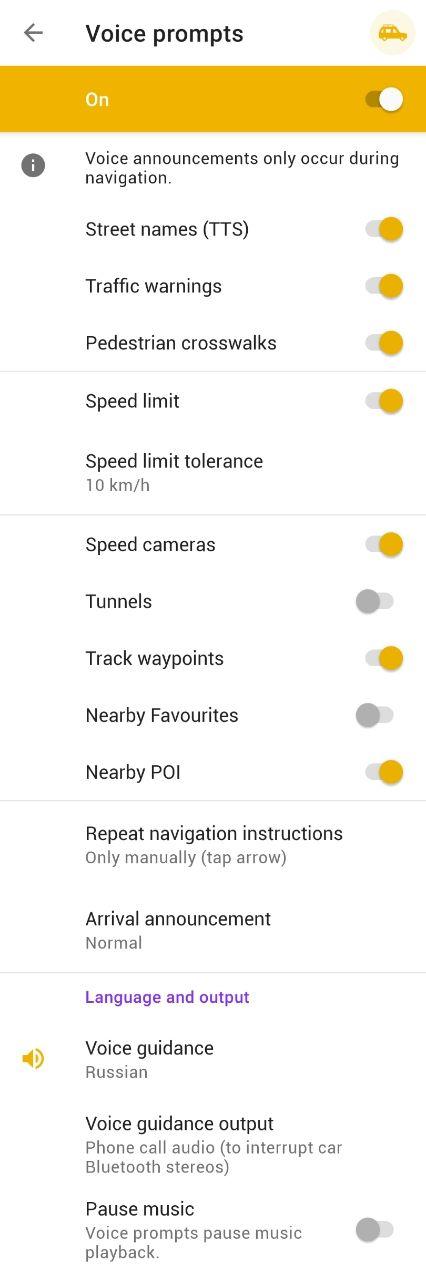 Voice prompts
On
Voice announcements only occur during
navigation.
Street names (TTS)
Traffic warnings
Pedestrian crosswalks
Speed limit
Speed limit tolerance
10 km/h
Speed cameras
Tunnels
Track waypoints
Nearby Favourites
Nearby POI
Repeat navigation instructions
Only manually (tap arrow)
Arrival announcement
Normal
Language and output
Voice guidance
Russian
Voice guidance output
Phone call audio (to interrupt car
Bluetooth stereos)
Pause music
Voice prompts pause music
playback.